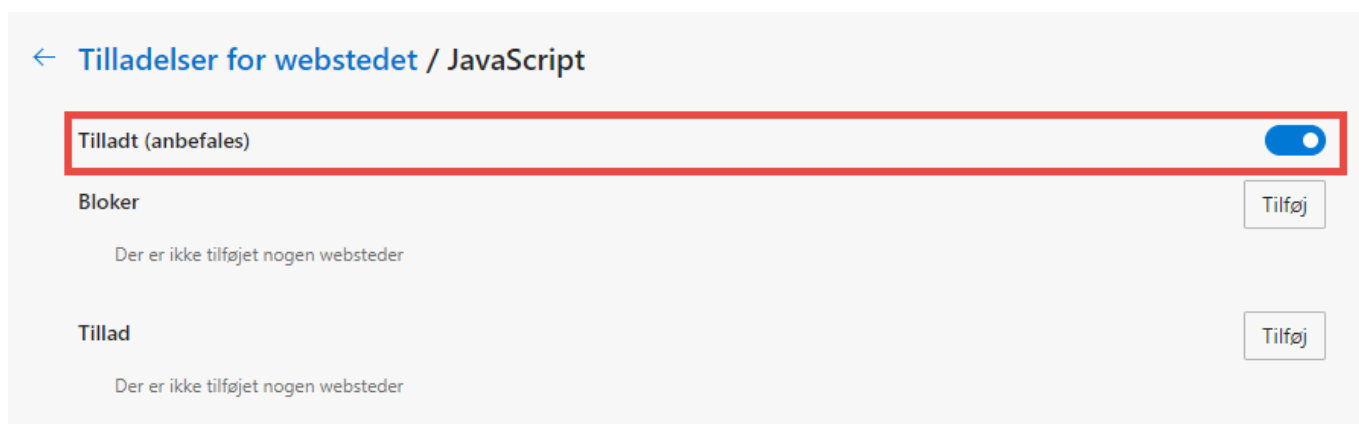 Tilladelser for webstedet / JavaScript
Tilladt (anbefales)
Bloker Tilføj
Der er ikke tilføjet nogen websteder
Tillad Tilføj
Der er ikke tilføjet nogen websteder